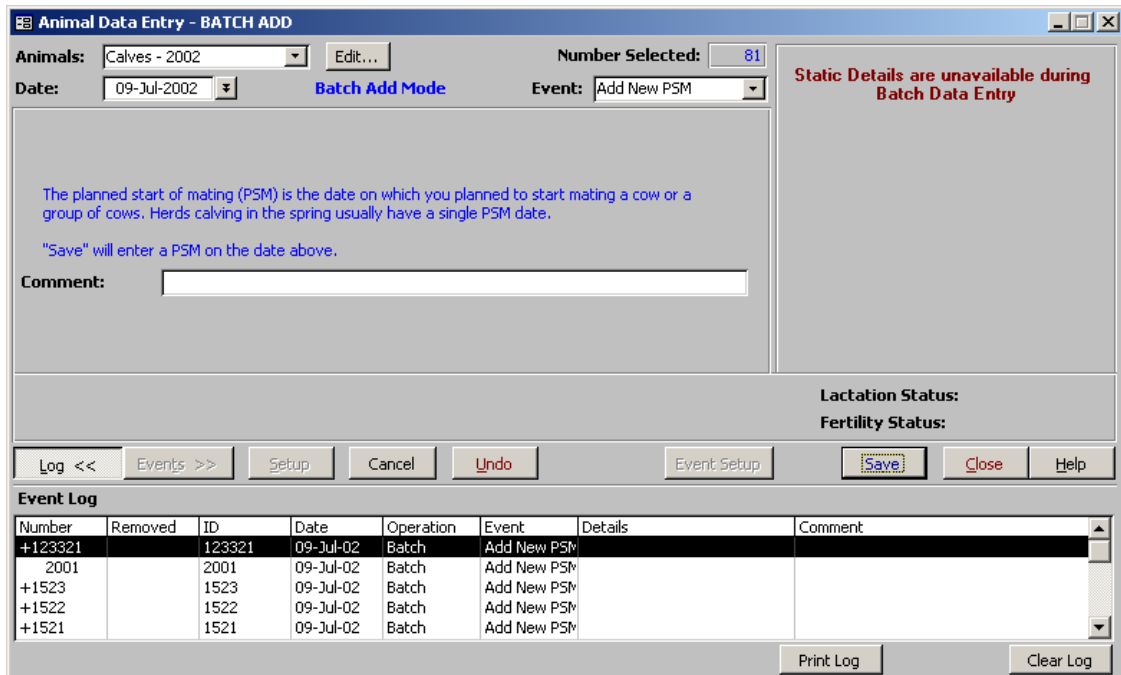 Animal Data Entry - BATCH ADD
Animals: Calves - 2002 Edit... Number Selected: 81
Date: 09-Jul-2002 Batch Add Mode Event: Add New PSM
Static Details are unavailable during
Batch Data Entry
The planned start of mating (PSM) is the date on which you planned to start mating a cow or a
group of cows. Herds calving in the spring usually have a single PSM date.
"Save" will enter a PSM on the date above.
Comment:
Lactation Status:
Fertility Status:
Log << Events >> Setup Cancel Undo Event Setup Save Close Help
Event Log
Number Removed ID Date Operation Event Details Comment
+123321 123321 09-Jul-02 Batch Add New PSM
2001 2001 09-Jul-02 Batch Add New PSM
+1523 1523 09-Jul-02 Batch Add New PSM
+1522 1522 09-Jul-02 Batch Add New PSM
+1521 1521 09-Jul-02 Batch Add New PSM
Print Log Clear Log